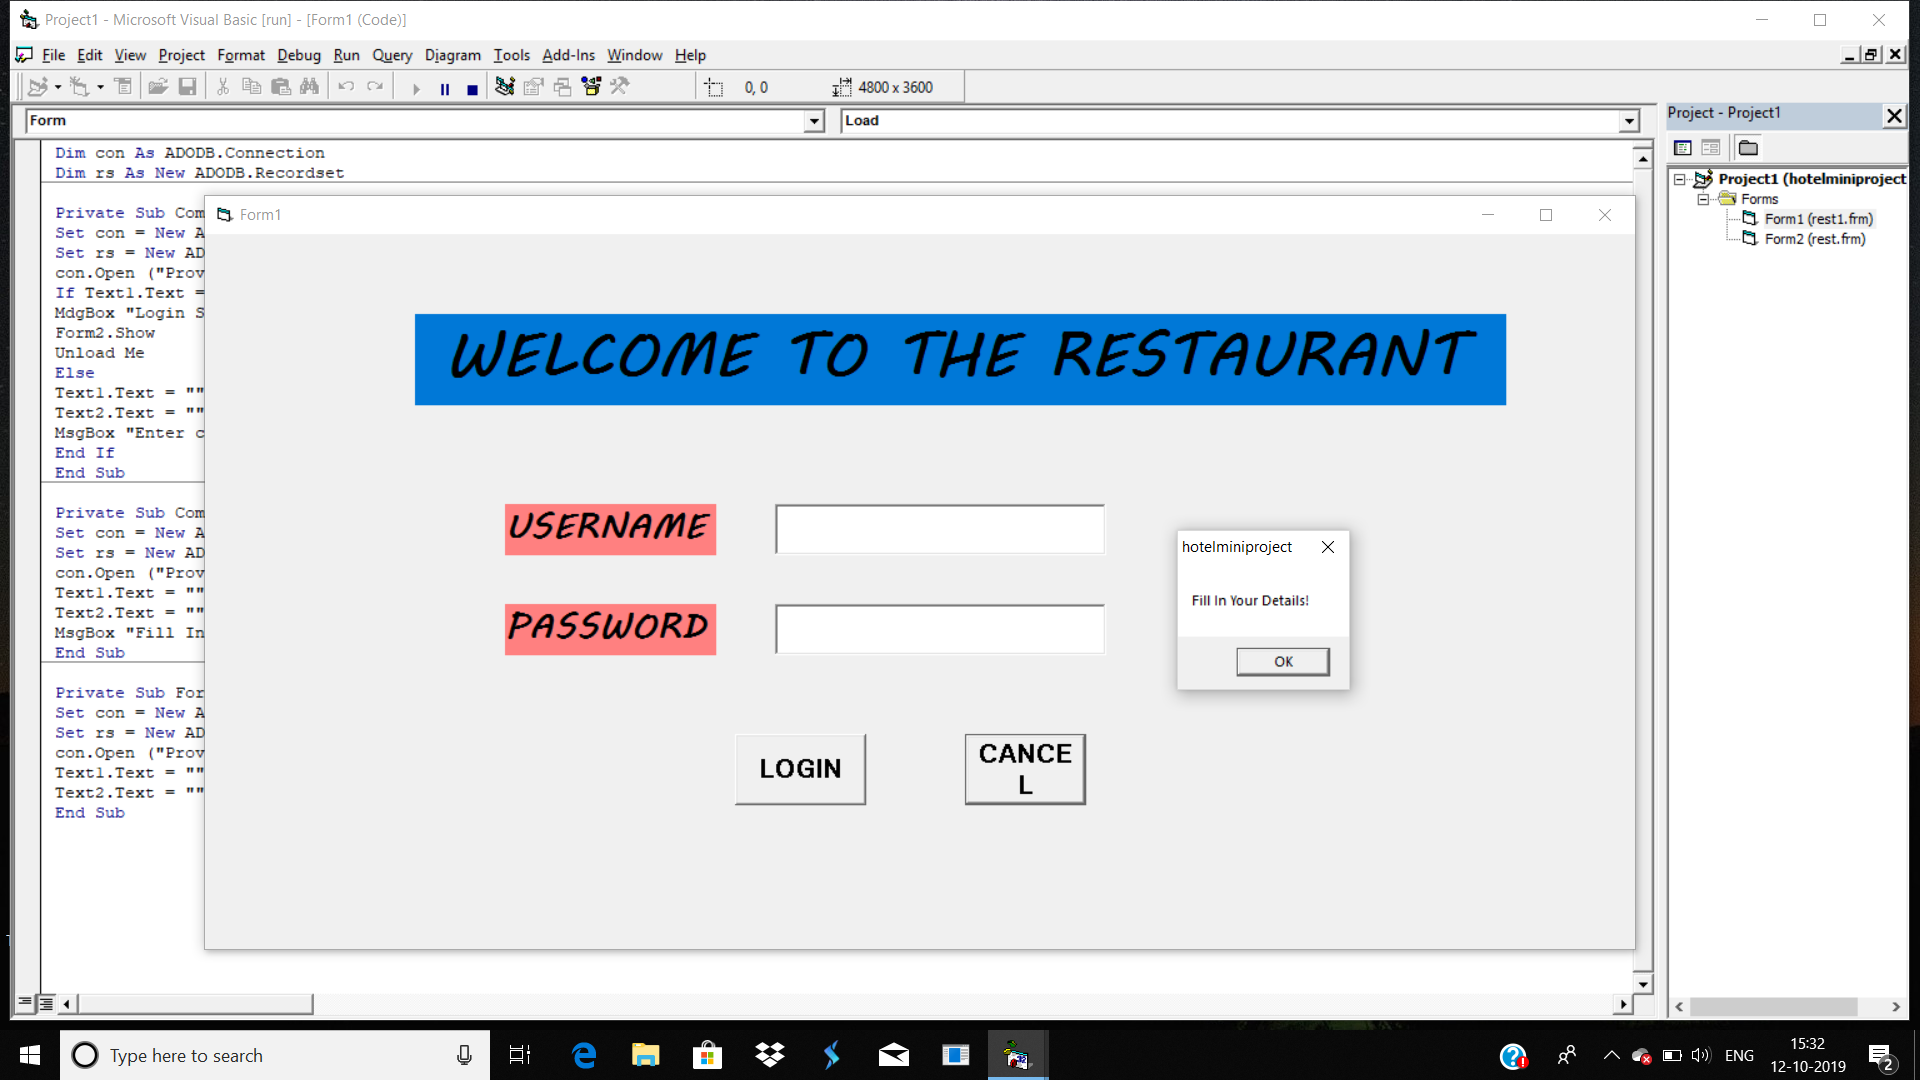 Project1 - Microsoft Visual Basic [run] - [Form1 (Code)]
File Edit View Project Format Debug Run Query Diagram Tools Add-Ins Window Help
0, 0 4800 x 3600
Form Load
Dim con As ADODB.Connection
Dim rs As New ADODB.Recordset
Private Sub Com
Set con = New A
Set rs = New AD
con.Open ("Prov
If Text1.Text =
MdgBox "Login S
Form2.Show
Unload Me
Else
Text1.Text = ""
Text2.Text = ""
MsgBox "Enter c
End If
End Sub
Private Sub Com
Set con = New A
Set rs = New AD
con.Open ("Prov
Text1.Text = ""
Text2.Text = ""
MsgBox "Fill In
End Sub
Private Sub For
Set con = New A
Set rs = New AD
con.Open ("Prov
Text1.Text = ""
Text2.Text = ""
End Sub
Form1
WELCOME TO THE RESTAURANT
USERNAME
PASSWORD
LOGIN
CANCE
L
hotelminiproject
Fill In Your Details!
OK
Project - Project1
Project1 (hotelminiproject
Forms
Form1 (rest1.frm)
Form2 (rest.frm)
Type here to search
ENG
15:32
12-10-2019
2